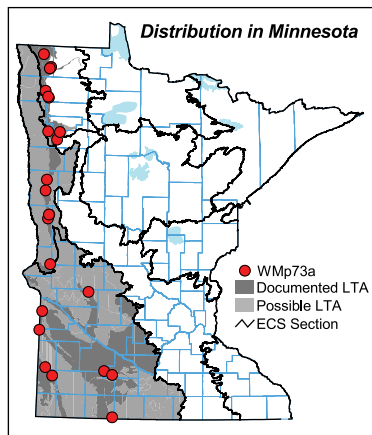 Distribution in Minnesota
WMp73a
Documented LTA
Possible LTA
ECS Section